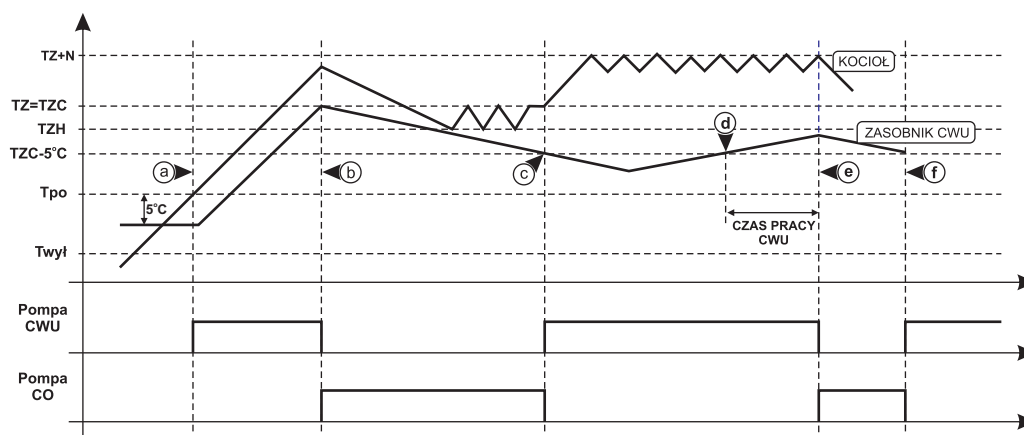 TZ+N
KOCIOŁ
TZ=TZC
TZH
d
ZASOBNIK CWU
TZC-5°C
a
b
c
e
f
Tpo
5°C
CZAS PRACY
CWU
Twył
Pompa
CWU
Pompa
CO